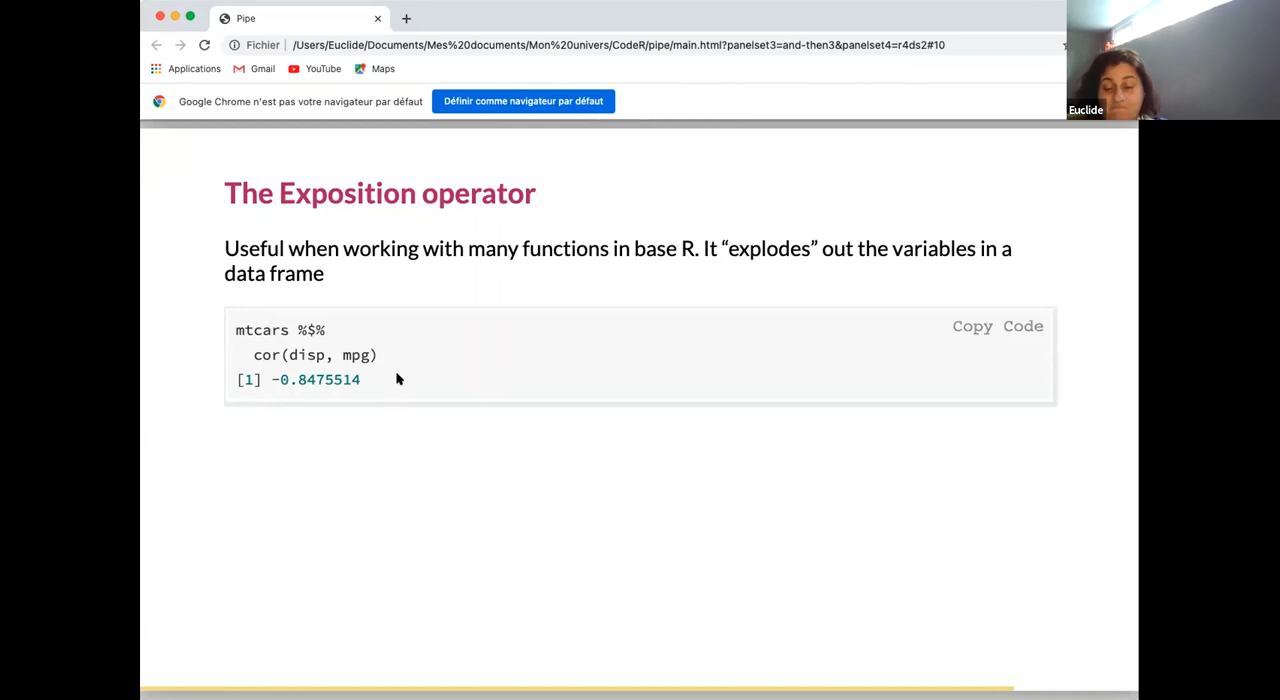 Pipe
Fichier /Users/Euclide/Documents/Mes%20documents/Mon%20univers/CodeR/pipe/main.html?panelset3=and-then3&panelset4=r4ds2#10
Applications Gmail YouTube Maps
Euclide
Google Chrome n'est pas votre navigateur par défaut Définir comme navigateur par défaut
The Exposition operator
Useful when working with many functions in base R. It “explodes” out the variables in a
data frame
Copy Code
mtcars %$%
cor(disp, mpg)
[1] -0.8475514